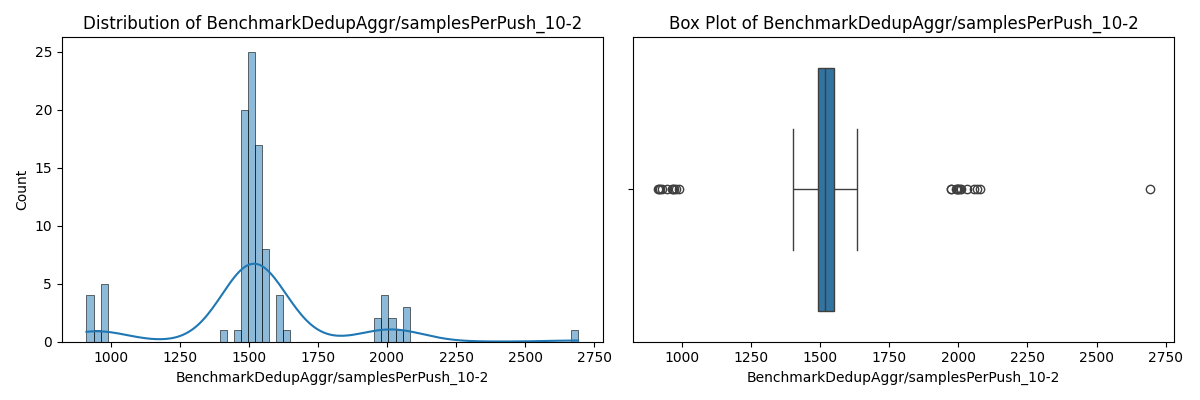 Distribution of BenchmarkDedupAggr/samplesPerPush_10-2
Box Plot of BenchmarkDedupAggr/samplesPerPush_10-2
25
20
15
10
5
0
Count
1000 1250 1500 1750 2000 2250 2500 2750
1000 1250 1500 1750 2000 2250 2500 2750
BenchmarkDedupAggr/samplesPerPush_10-2
BenchmarkDedupAggr/samplesPerPush_10-2